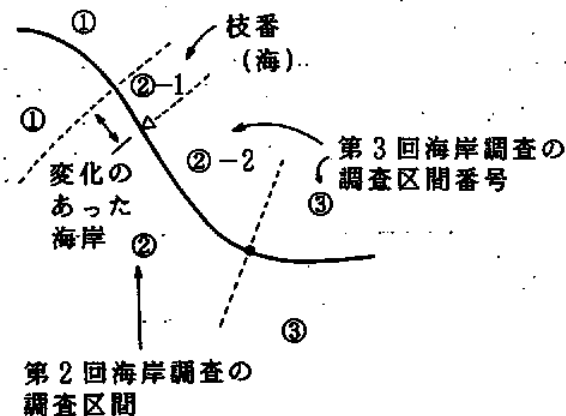 ①
枝番
(海)
②-1
①
第3回海岸調査の
調査区間番号
②-2
変化の
あった
海岸
③
②
③
第2回海岸調査の
調査区間